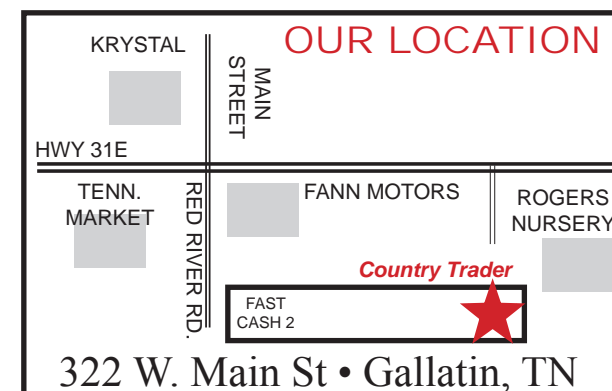 OUR LOCATION
KRYSTAL
MAIN
STREET
HWY 31E
TENN.
MARKET
RED RIVER RD.
FANN MOTORS
ROGERS
NURSERY
Country Trader
FAST
CASH 2
322 W. Main St • Gallatin, TN